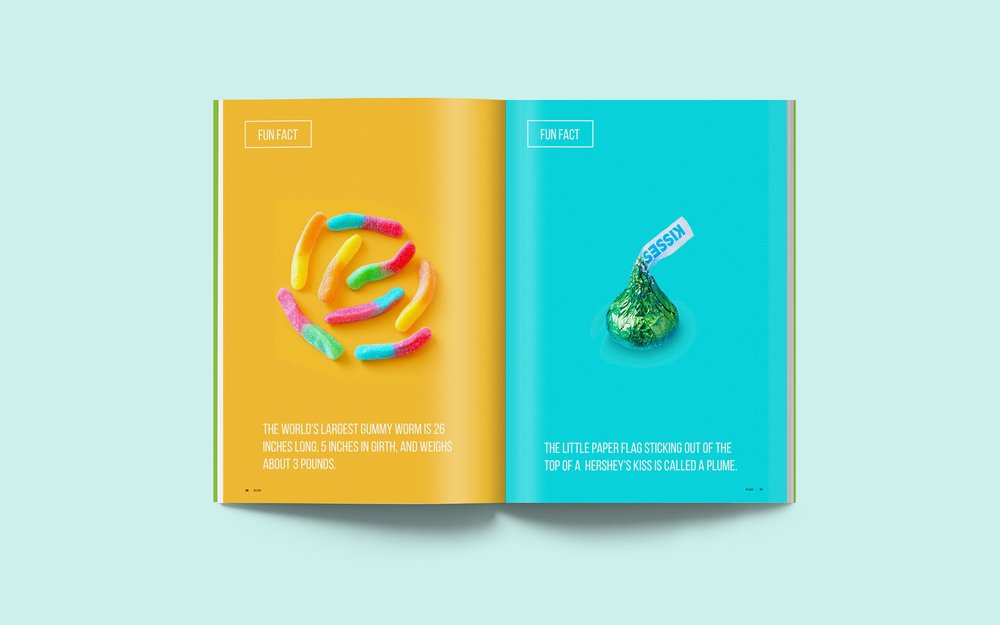 FUN FACT
THE WORLD'S LARGEST GUMMY WORM IS 26
INCHES LONG, 5 INCHES IN GIRTH, AND WEIGHS
ABOUT 3 POUNDS.
FUN FACT
KISSES
THE LITTLE PAPER FLAG STICKING OUT OF THE
TOP OF A HERSHEY'S KISS IS CALLED A PLUME.